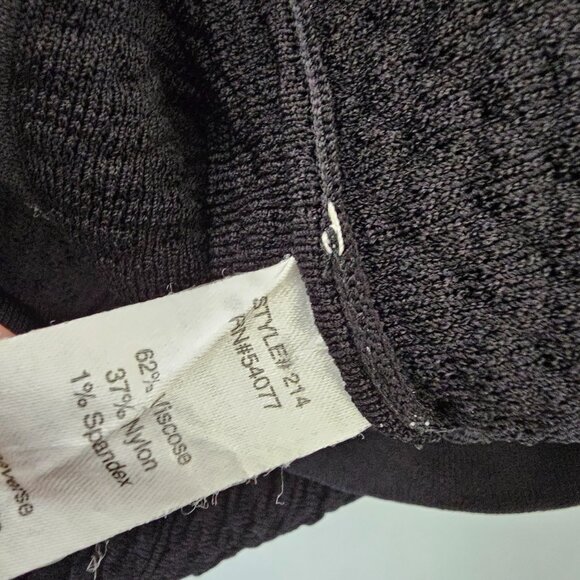 STYLE# 214
RN#54077
62% Viscose
37% Nylon
1% Spandex